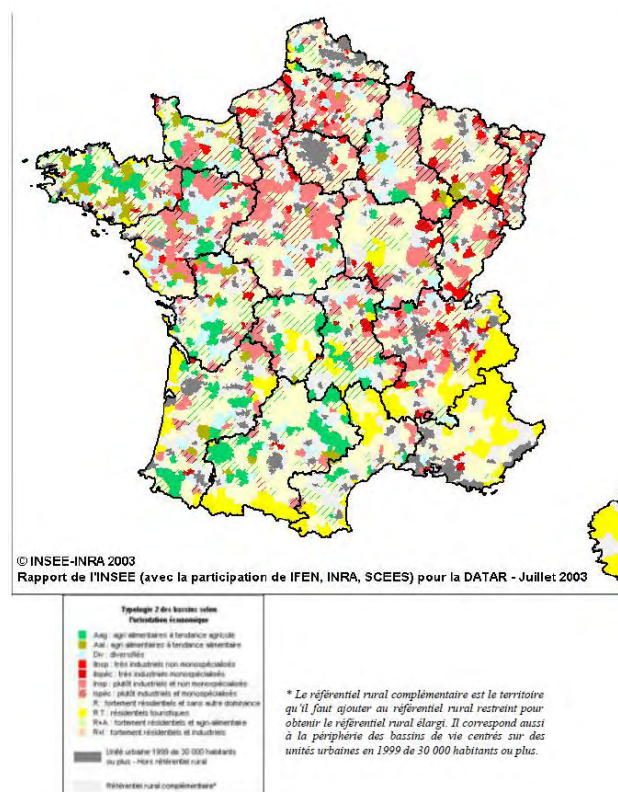 © INSEE-INRA 2003
Rapport de l'INSEE (avec la participation de IFEN, INRA, SCEES) pour la DATAR - Juillet 2003
Typologie 2 des bassins selon
l'orientation économique
Aag : agri alimentaires à tendance agricole
Aal : agri alimentaires à tendance alimentaire
Div : diversifiés
Iinsp : très industriels non monospécialisés
Iispéc : très industriels monospécialisés
Insp : plutôt industriels et non monospécialisés
Ispéc : plutôt industriels et monospécialisés
R : fortement résidentiels et sans autre dominance
R T : résidentiels touristiques
R+A : fortement résidentiels et agri-alimentaire
R+I : fortement résidentiels et industriels
Unité urbaine 1999 de 30 000 habitants
ou plus - Hors référentiel rural
Référentiel rural complémentaire*
* Le référentiel rural complémentaire est le territoire
qu'il faut ajouter au référentiel rural restreint pour
obtenir le référentiel rural élargi. Il correspond aussi
à la périphérie des bassins de vie centrés sur des
unités urbaines en 1999 de 30 000 habitants ou plus.